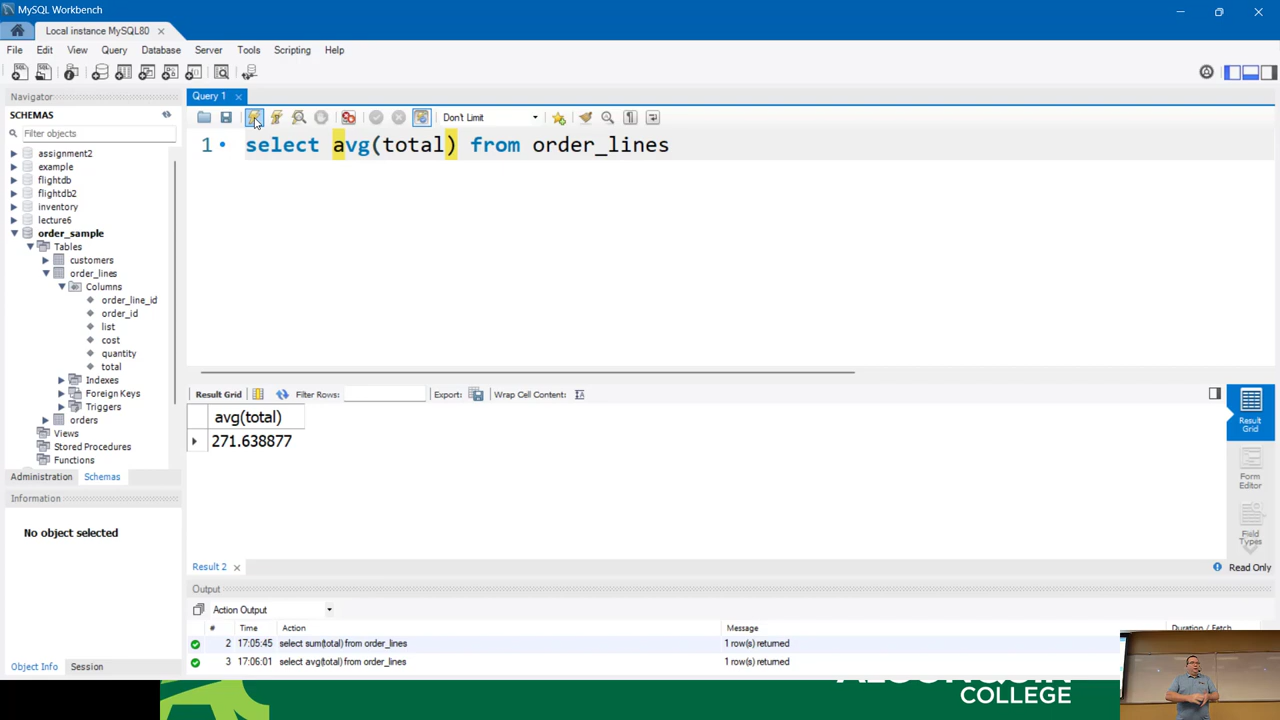 MySQL Workbench
Local instance MySQL80
File Edit View Query Database Server Tools Scripting Help
Navigator
SCHEMAS
Filter objects
assignment2
example
flightdb
flightdb2
inventory
lecture6
order_sample
Tables
customers
order_lines
Columns
order_line_id
order_id
list
cost
quantity
total
Indexes
Foreign Keys
Triggers
orders
Views
Stored Procedures
Functions
Administration Schemas
Information
No object selected
Object Info Session
Query 1
Don't Limit
1 select avg(total) from order_lines
Result Grid Filter Rows: Export: Wrap Cell Content:
avg(total)
271.638877
Result Grid
Form Editor
Field Types
Result 2
Read Only
Output
Action Output
# Time Action Message Duration / Fetch
2 17:05:45 select sum(total) from order_lines 1 row(s) returned
3 17:06:01 select avg(total) from order_lines 1 row(s) returned
ALGONQUIN
COLLEGE